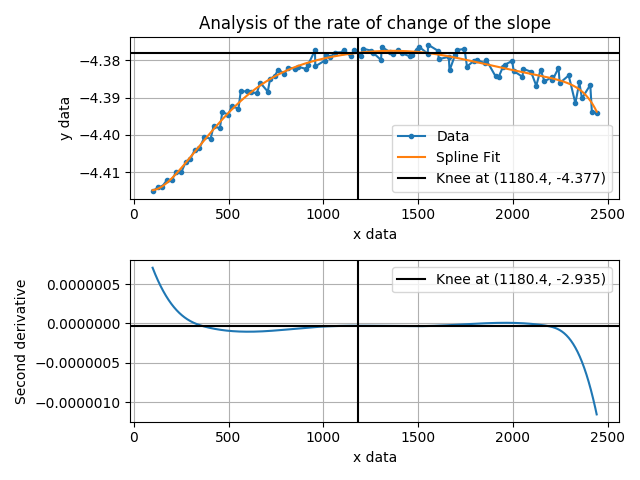 Analysis of the rate of change of the slope
−4.38
−4.39
−4.40
−4.41
y data
Data
Spline Fit
Knee at (1180.4, -4.377)
0
500
1000
1500
2000
2500
x data
0.0000005
0.0000000
−0.0000005
−0.0000010
Second derivative
Knee at (1180.4, -2.935)
0
500
1000
1500
2000
2500
x data